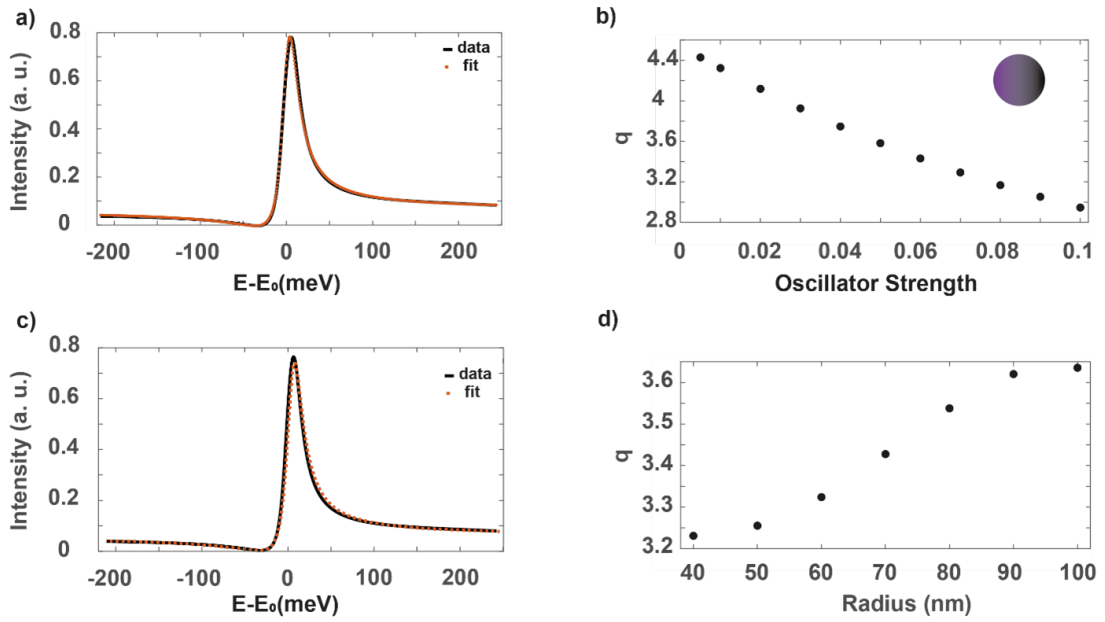 a)
0.8
0.6
0.4
0.2
0
Intensity (a. u.)
data
fit
-200
-100
0
100
200
E-E₀(meV)
b)
4.4
4
3.6
3.2
2.8
q
0
0.02
0.04
0.06
0.08
0.1
Oscillator Strength
c)
0.8
0.6
0.4
0.2
0
Intensity (a. u.)
data
fit
-200
-100
0
100
200
E-E₀(meV)
d)
3.6
3.5
3.4
3.3
3.2
q
40
50
60
70
80
90
100
Radius (nm)